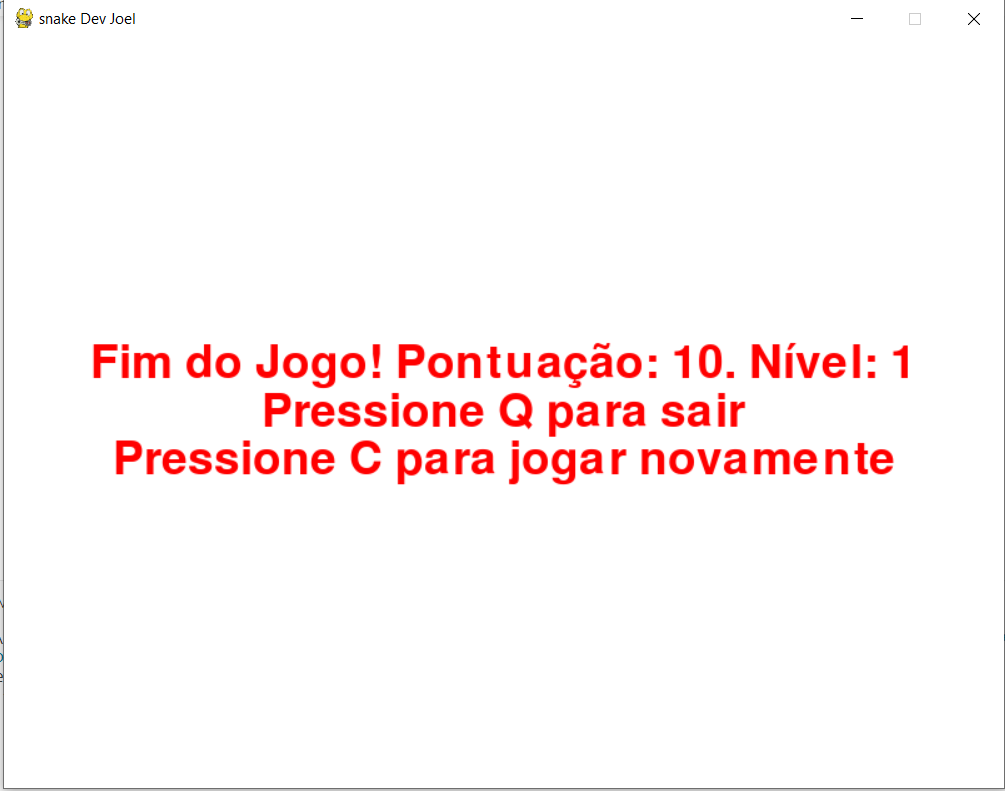 snake Dev Joel
Fim do Jogo! Pontuação: 10. Nível: 1
Pressione Q para sair
Pressione C para jogar novamente